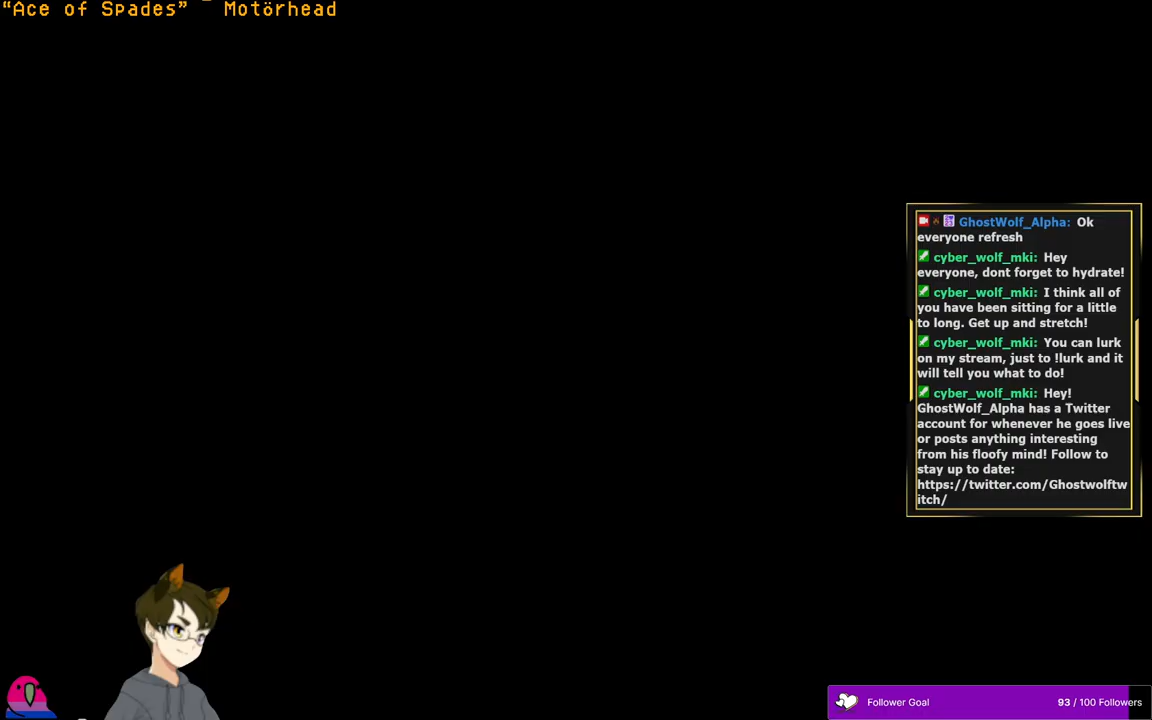 “Ace of Spades” - Motörhead
GhostWolf_Alpha: Ok
everyone refresh
cyber_wolf_mki: Hey
everyone, dont forget to hydrate!
cyber_wolf_mki: I think all of
you have been sitting for a little
to long. Get up and stretch!
cyber_wolf_mki: You can lurk
on my stream, just to !lurk and it
will tell you what to do!
cyber_wolf_mki: Hey!
GhostWolf_Alpha has a Twitter
account for whenever he goes live
or posts anything interesting
from his floofy mind! Follow to
stay up to date:
https://twitter.com/Ghostwolftw
itch/
Follower Goal 93 / 100 Followers